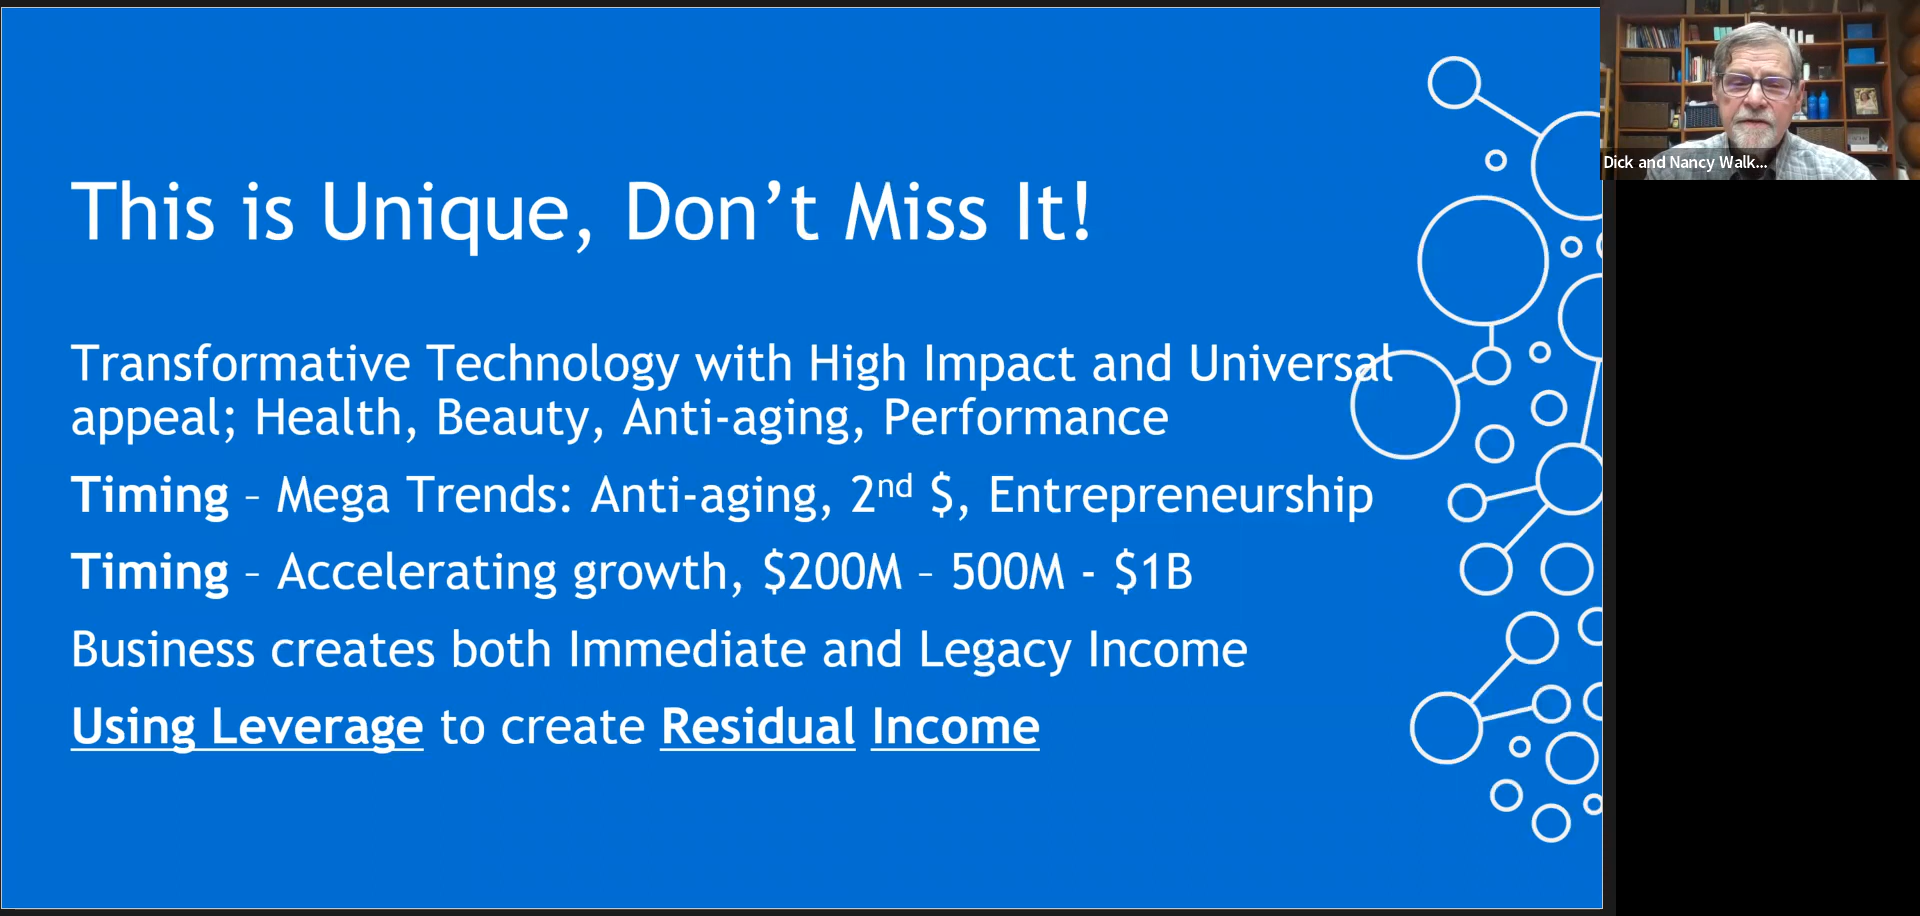 This is Unique, Don’t Miss It!
Transformative Technology with High Impact and Universal
appeal; Health, Beauty, Anti-aging, Performance
Timing – Mega Trends: Anti-aging, 2nd $, Entrepreneurship
Timing – Accelerating growth, $200M – 500M - $1B
Business creates both Immediate and Legacy Income
Using Leverage to create Residual Income
Dick and Nancy Walk...